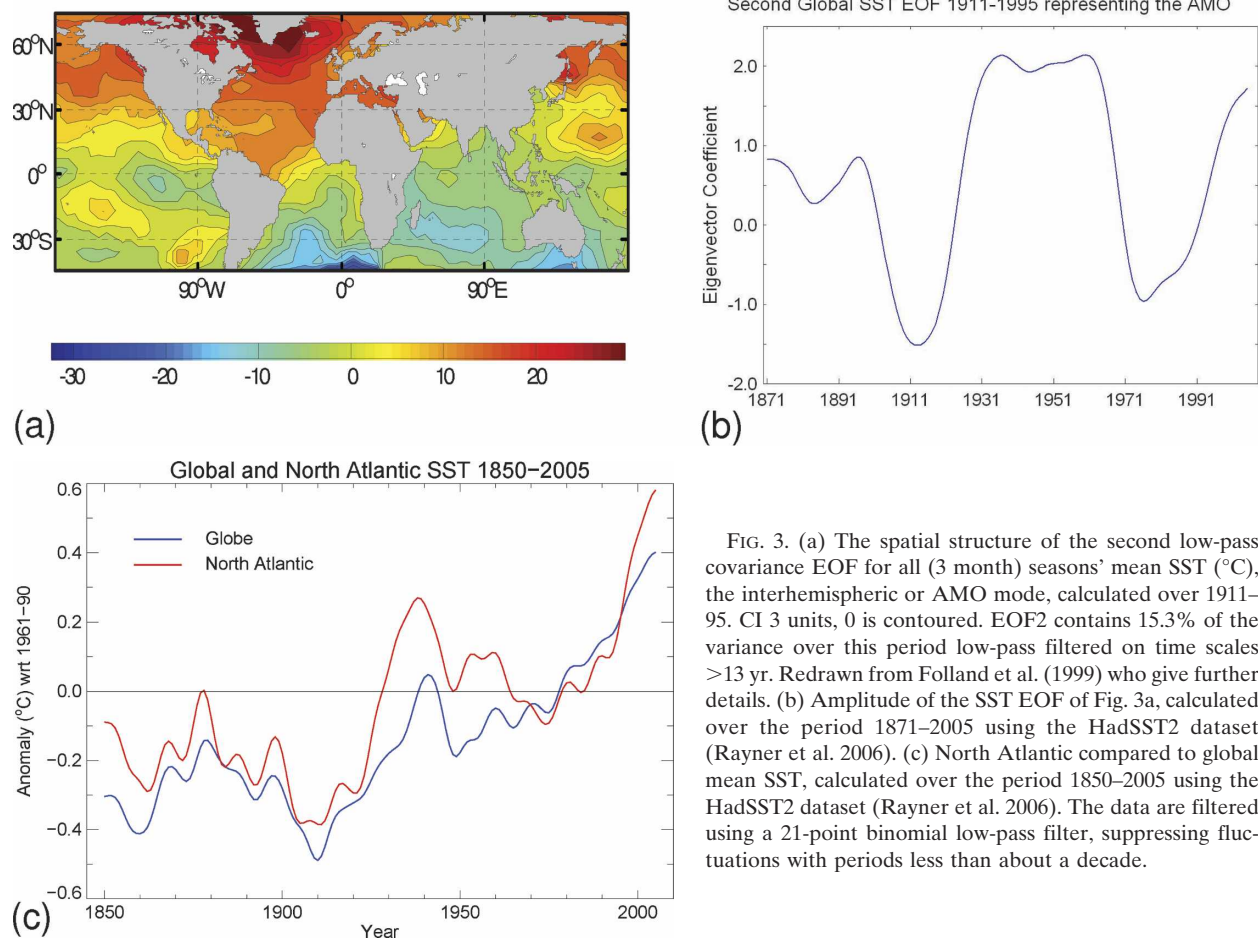 60°N
30°N
0°
30°S
90°W
0°
90°E
-30
-20
-10
0
10
20
(a)
Second Global SST EOF 1911-1995 representing the AMO
Eigenvector Coefficient
2.0
1.0
0.0
-1.0
-2.0
1871
1891
1911
1931
1951
1971
1991
(b)
Global and North Atlantic SST 1850−2005
Globe
North Atlantic
Anomaly (°C) wrt 1961−90
0.6
0.4
0.2
0.0
−0.2
−0.4
−0.6
1850
1900
1950
2000
Year
(c)
FIG. 3. (a) The spatial structure of the second low-pass
covariance EOF for all (3 month) seasons' mean SST (°C),
the interhemispheric or AMO mode, calculated over 1911–
95. CI 3 units, 0 is contoured. EOF2 contains 15.3% of the
variance over this period low-pass filtered on time scales
>13 yr. Redrawn from Folland et al. (1999) who give further
details. (b) Amplitude of the SST EOF of Fig. 3a, calculated
over the period 1871–2005 using the HadSST2 dataset
(Rayner et al. 2006). (c) North Atlantic compared to global
mean SST, calculated over the period 1850–2005 using the
HadSST2 dataset (Rayner et al. 2006). The data are filtered
using a 21-point binomial low-pass filter, suppressing fluc-
tuations with periods less than about a decade.